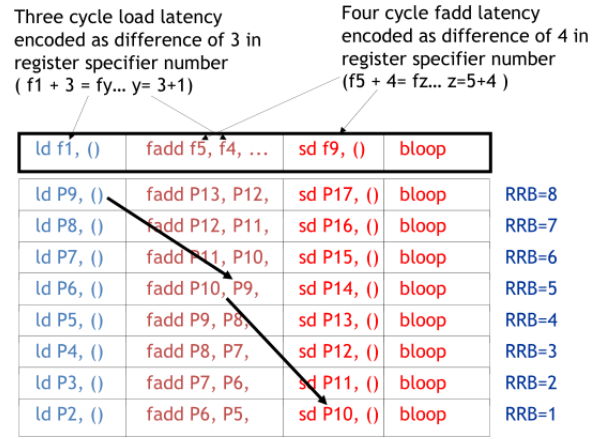 Three cycle load latency
encoded as difference of 3 in
register specifier number
( f1 + 3 = fy... y= 3+1)
Four cycle fadd latency
encoded as difference of 4 in
register specifier number
(f5 + 4= fz... z=5+4 )
ld f1, () fadd f5, f4, ... sd f9, () bloop
ld P9, () fadd P13, P12, sd P17, () bloop RRB=8
ld P8, () fadd P12, P11, sd P16, () bloop RRB=7
ld P7, () fadd P11, P10, sd P15, () bloop RRB=6
ld P6, () fadd P10, P9, sd P14, () bloop RRB=5
ld P5, () fadd P9, P8, sd P13, () bloop RRB=4
ld P4, () fadd P8, P7, sd P12, () bloop RRB=3
ld P3, () fadd P7, P6, sd P11, () bloop RRB=2
ld P2, () fadd P6, P5, sd P10, () bloop RRB=1